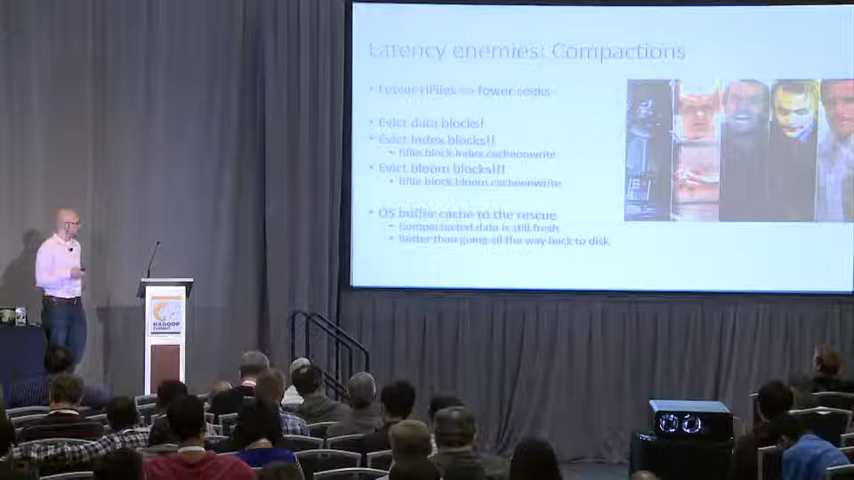 Latency enemies: Compactions
• Fewer HFiles => fewer seeks
• Evict data blocks!
• Evict Index blocks!!
– hfile.block.index.cacheonwrite
• Evict bloom blocks!!!
– hfile.block.bloom.cacheonwrite
• OS buffer cache to the rescue
– Compactected data is still fresh
– Better than going all the way back to disk
HADOOP
SUMMIT